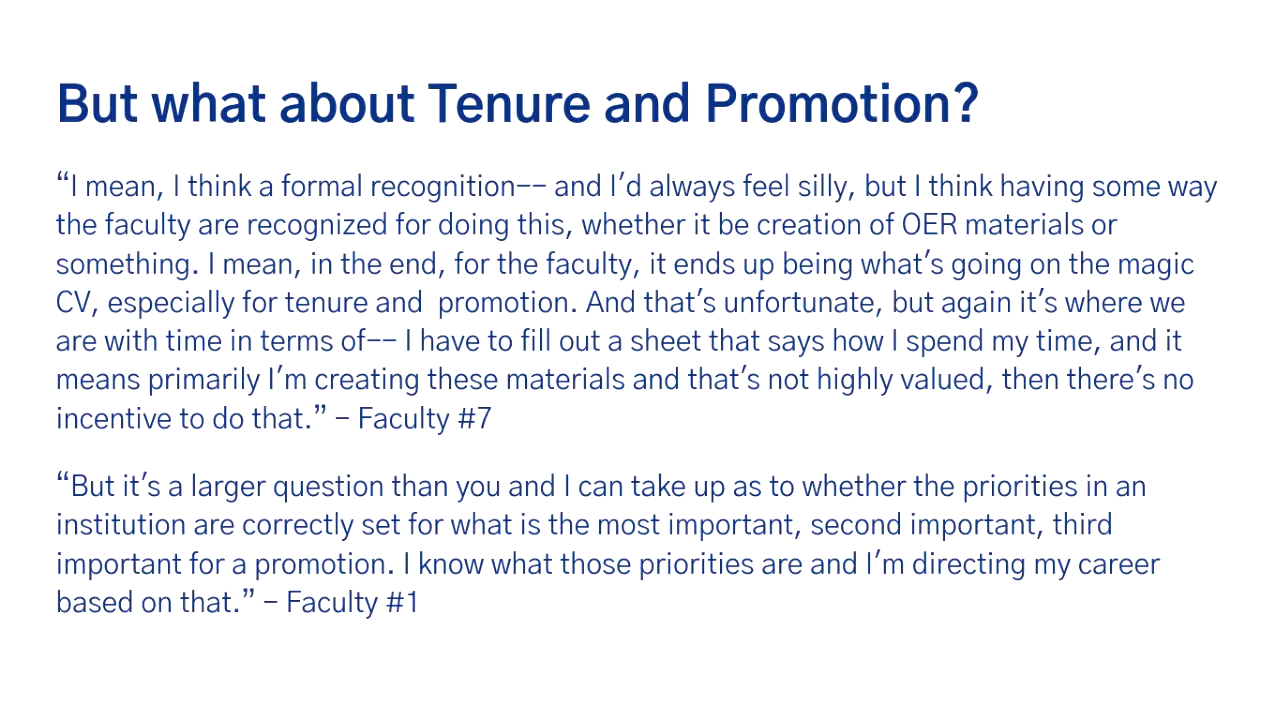 But what about Tenure and Promotion?
“I mean, I think a formal recognition-- and I’d always feel silly, but I think having some way
the faculty are recognized for doing this, whether it be creation of OER materials or
something. I mean, in the end, for the faculty, it ends up being what’s going on the magic
CV, especially for tenure and  promotion. And that’s unfortunate, but again it’s where we
are with time in terms of-- I have to fill out a sheet that says how I spend my time, and it
means primarily I’m creating these materials and that’s not highly valued, then there’s no
incentive to do that.” – Faculty #7
“But it’s a larger question than you and I can take up as to whether the priorities in an
institution are correctly set for what is the most important, second important, third
important for a promotion. I know what those priorities are and I’m directing my career
based on that.” – Faculty #1